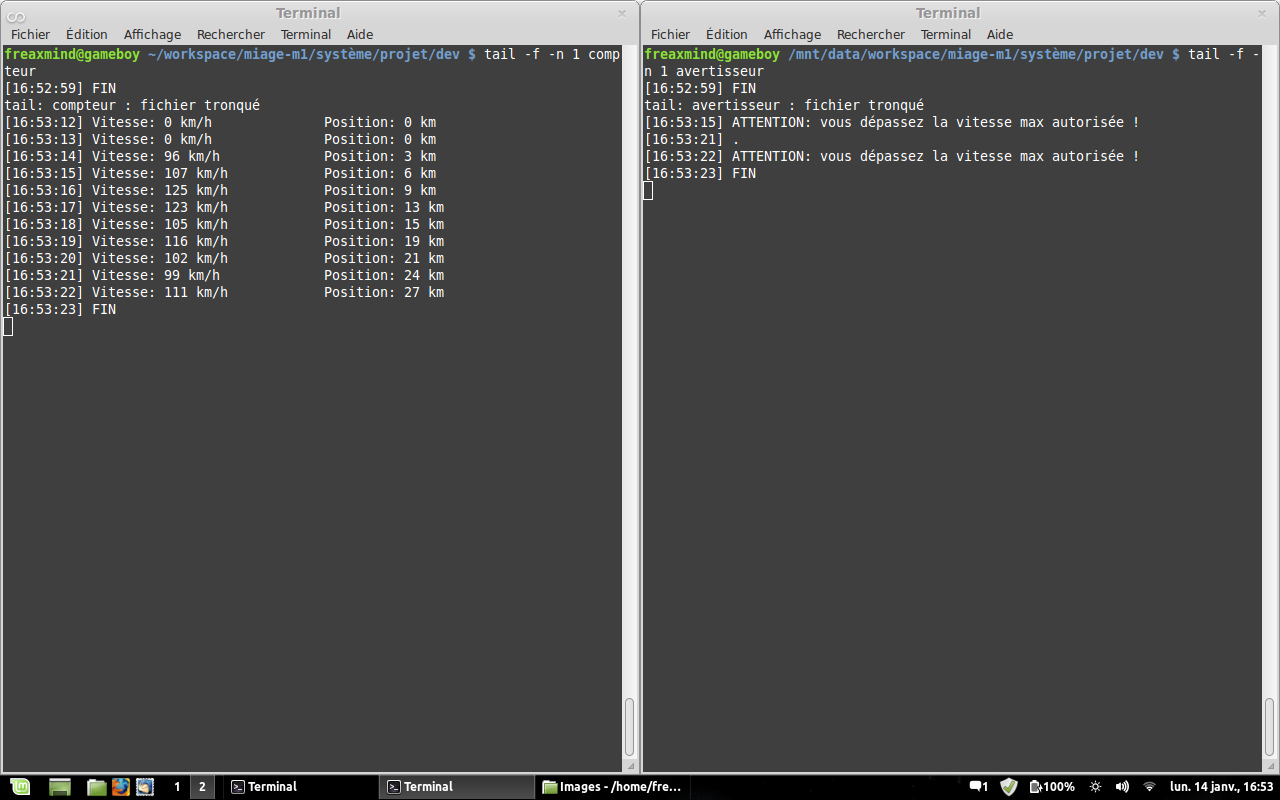 Terminal
Fichier Édition Affichage Rechercher Terminal Aide
freaxmind@gameboy ~/workspace/miage-m1/système/projet/dev $ tail -f -n 1 comp
teur
[16:52:59] FIN
tail: compteur : fichier tronqué
[16:53:12] Vitesse: 0 km/h Position: 0 km
[16:53:13] Vitesse: 0 km/h Position: 0 km
[16:53:14] Vitesse: 96 km/h Position: 3 km
[16:53:15] Vitesse: 107 km/h Position: 6 km
[16:53:16] Vitesse: 125 km/h Position: 9 km
[16:53:17] Vitesse: 123 km/h Position: 13 km
[16:53:18] Vitesse: 105 km/h Position: 15 km
[16:53:19] Vitesse: 116 km/h Position: 19 km
[16:53:20] Vitesse: 102 km/h Position: 21 km
[16:53:21] Vitesse: 99 km/h Position: 24 km
[16:53:22] Vitesse: 111 km/h Position: 27 km
[16:53:23] FIN
Terminal
Fichier Édition Affichage Rechercher Terminal Aide
freaxmind@gameboy /mnt/data/workspace/miage-m1/système/projet/dev $ tail -f -
n 1 avertisseur
[16:52:59] FIN
tail: avertisseur : fichier tronqué
[16:53:15] ATTENTION: vous dépassez la vitesse max autorisée !
[16:53:21] .
[16:53:22] ATTENTION: vous dépassez la vitesse max autorisée !
[16:53:23] FIN
1 2 Terminal Terminal Images - /home/fre... 1 100% lun. 14 janv., 16:53